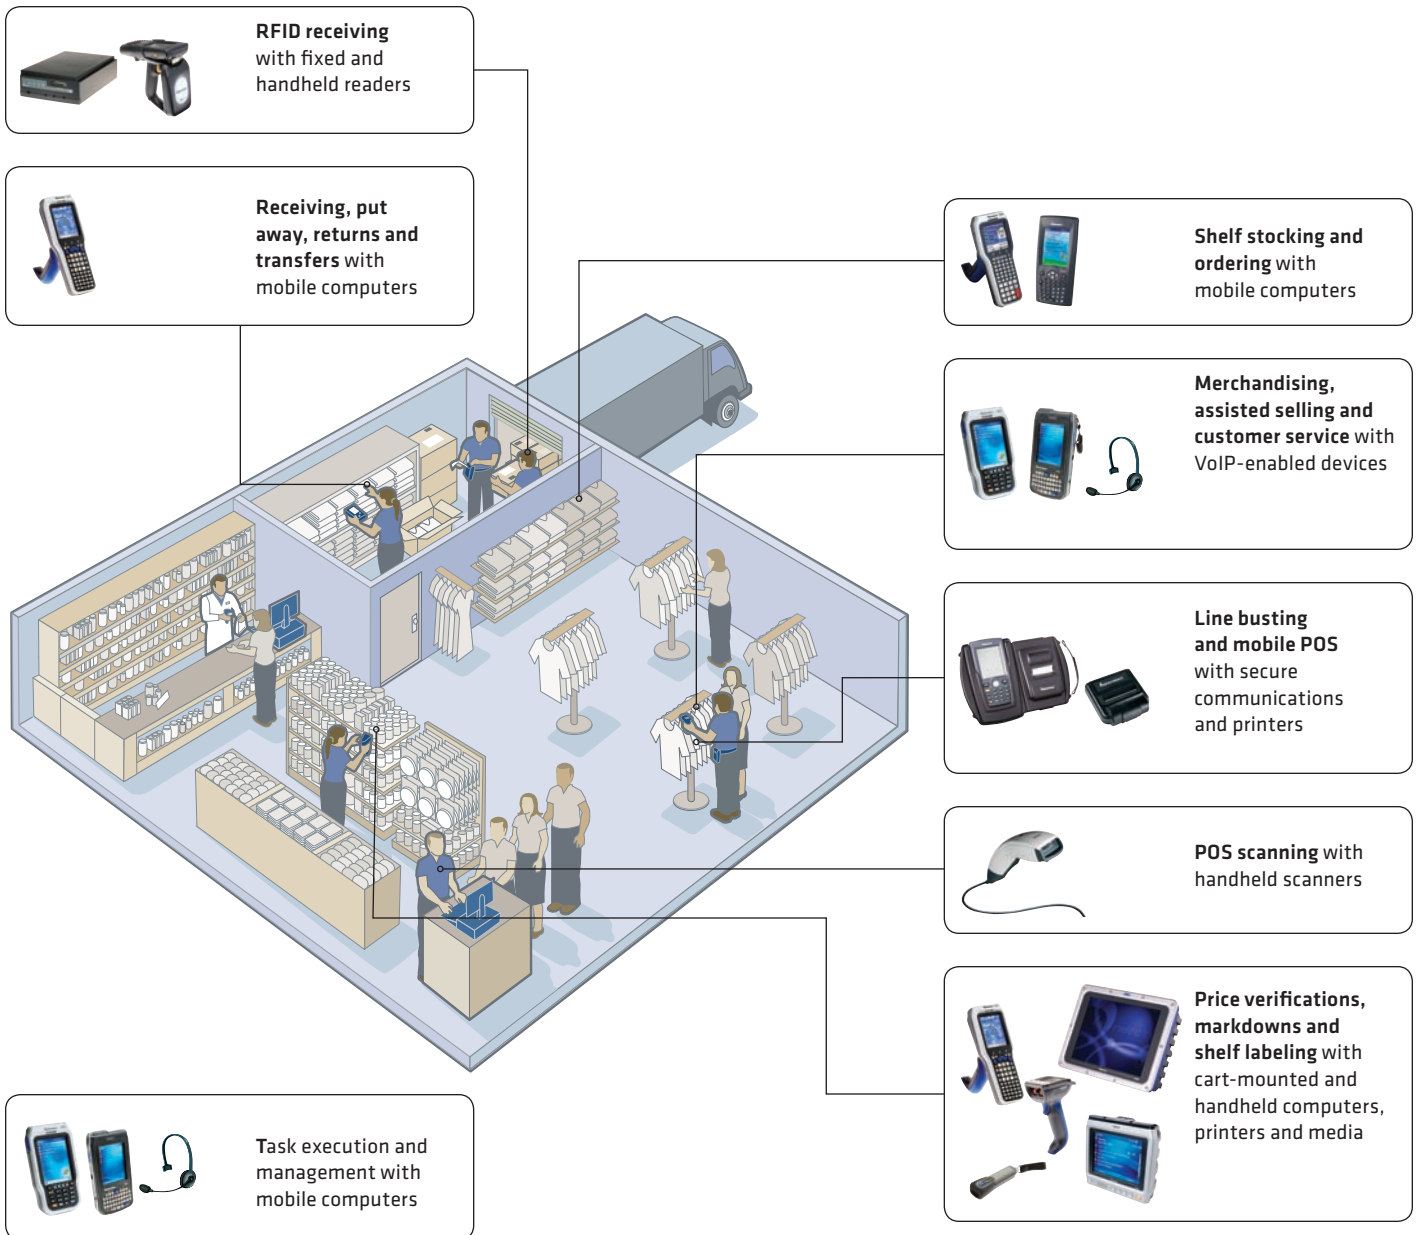 RFID receiving
with fixed and
handheld readers
Receiving, put
away, returns and
transfers with
mobile computers
Shelf stocking and
ordering with
mobile computers
Merchandising,
assisted selling and
customer service with
VoIP-enabled devices
Line busting
and mobile POS
with secure
communications
and printers
POS scanning with
handheld scanners
Price verifications,
markdowns and
shelf labeling with
cart-mounted and
handheld computers,
printers and media
Task execution and
management with
mobile computers